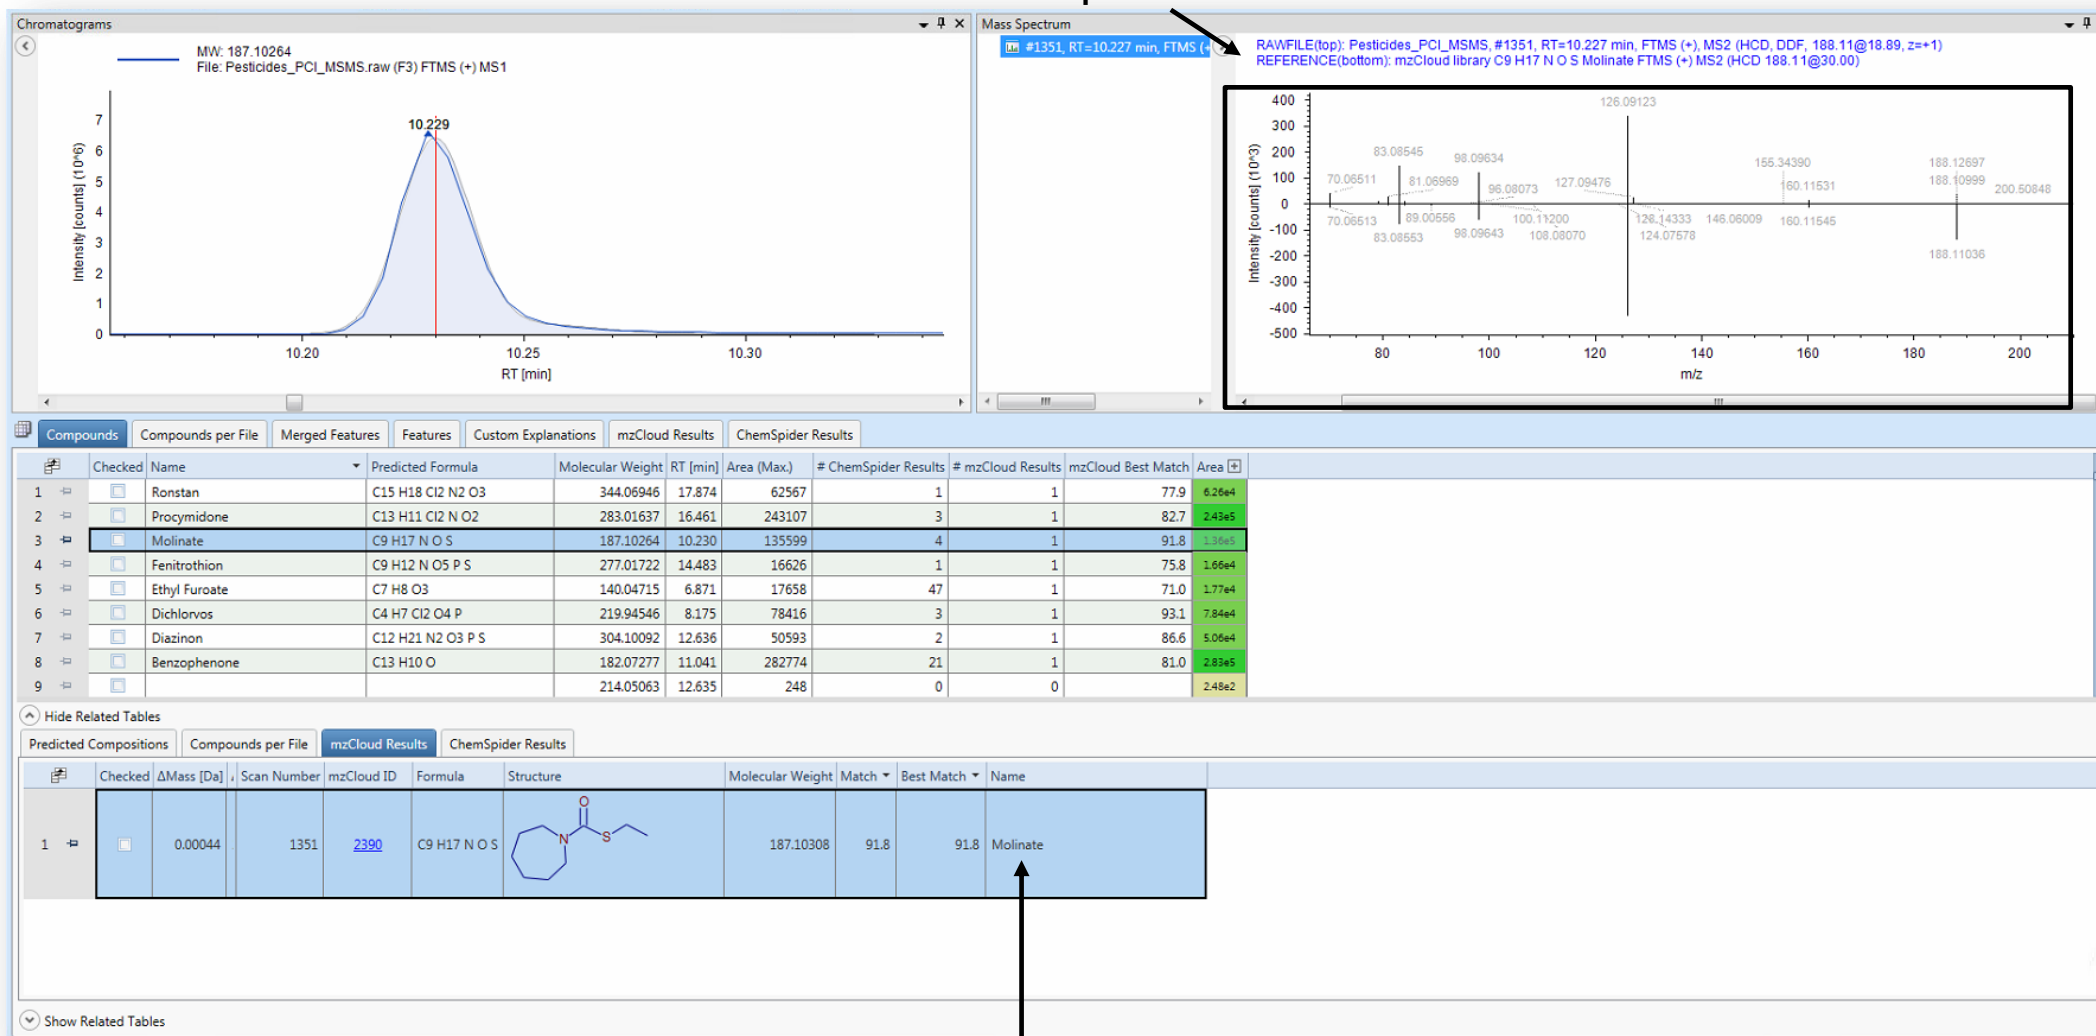 Chromatograms
MW: 187.10264
File: Pesticides_PCI_MSMS.raw (F3) FTMS (+) MS1
10.229
Intensity [counts] (10^6)
7
6
5
4
3
2
1
0
10.20 10.25 10.30
RT [min]
Mass Spectrum
#1351, RT=10.227 min, FTMS (+
RAWFILE(top): Pesticides_PCI_MSMS, #1351, RT=10.227 min, FTMS (+), MS2 (HCD, DDF, 188.11@18.89, z=+1)
REFERENCE(bottom): mzCloud library C9 H17 N O S Molinate FTMS (+) MS2 (HCD 188.11@30.00)
Intensity [counts] (10^3)
400
300
200
100
0
-100
-200
-300
-400
-500
126.09123
83.08545 98.09634 155.34390 188.12697
70.06511 81.06969 96.08073 127.09476 160.11531 188.10999 200.50848
70.06513 89.00556 100.11200 126.14333 146.06009 160.11545
83.08553 98.09643 108.08070 124.07578
188.11036
80 100 120 140 160 180 200
m/z
Compounds Compounds per File Merged Features Features Custom Explanations mzCloud Results ChemSpider Results
Checked Name Predicted Formula Molecular Weight RT [min] Area (Max.) # ChemSpider Results # mzCloud Results mzCloud Best Match Area
1 Ronstan C15 H18 Cl2 N2 O3 344.06946 17.874 62567 1 1 77.9 6.26e4
2 Procymidone C13 H11 Cl2 N O2 283.01637 16.461 243107 3 1 82.7 2.43e5
3 Molinate C9 H17 N O S 187.10264 10.230 135599 4 1 91.8 1.36e5
4 Fenitrothion C9 H12 N O5 P S 277.01722 14.483 16626 1 1 75.8 1.66e4
5 Ethyl Furoate C7 H8 O3 140.04715 6.871 17658 47 1 71.0 1.77e4
6 Dichlorvos C4 H7 Cl2 O4 P 219.94546 8.175 78416 3 1 93.1 7.84e4
7 Diazinon C12 H21 N2 O3 P S 304.10092 12.636 50593 2 1 86.6 5.06e4
8 Benzophenone C13 H10 O 182.07277 11.041 282774 21 1 81.0 2.83e5
9 214.05063 12.635 248 0 0 2.48e2
Hide Related Tables
Predicted Compositions Compounds per File mzCloud Results ChemSpider Results
Checked ΔMass [Da] Scan Number mzCloud ID Formula Structure Molecular Weight Match Best Match Name
O
N
S
1 0.00044 1351 2390 C9 H17 N O S 187.10308 91.8 91.8 Molinate
Show Related Tables